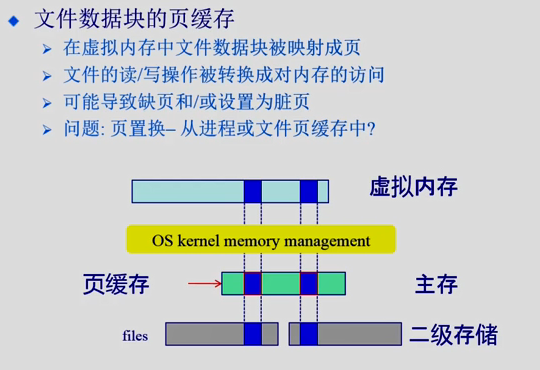 文件数据块的页缓存
在虚拟内存中文件数据块被映射成页
文件的读/写操作被转换成对内存的访问
可能导致缺页和/或设置为脏页
问题: 页置换– 从进程或文件页缓存中?
虚拟内存
OS kernel memory management
页缓存
主存
files
二级存储